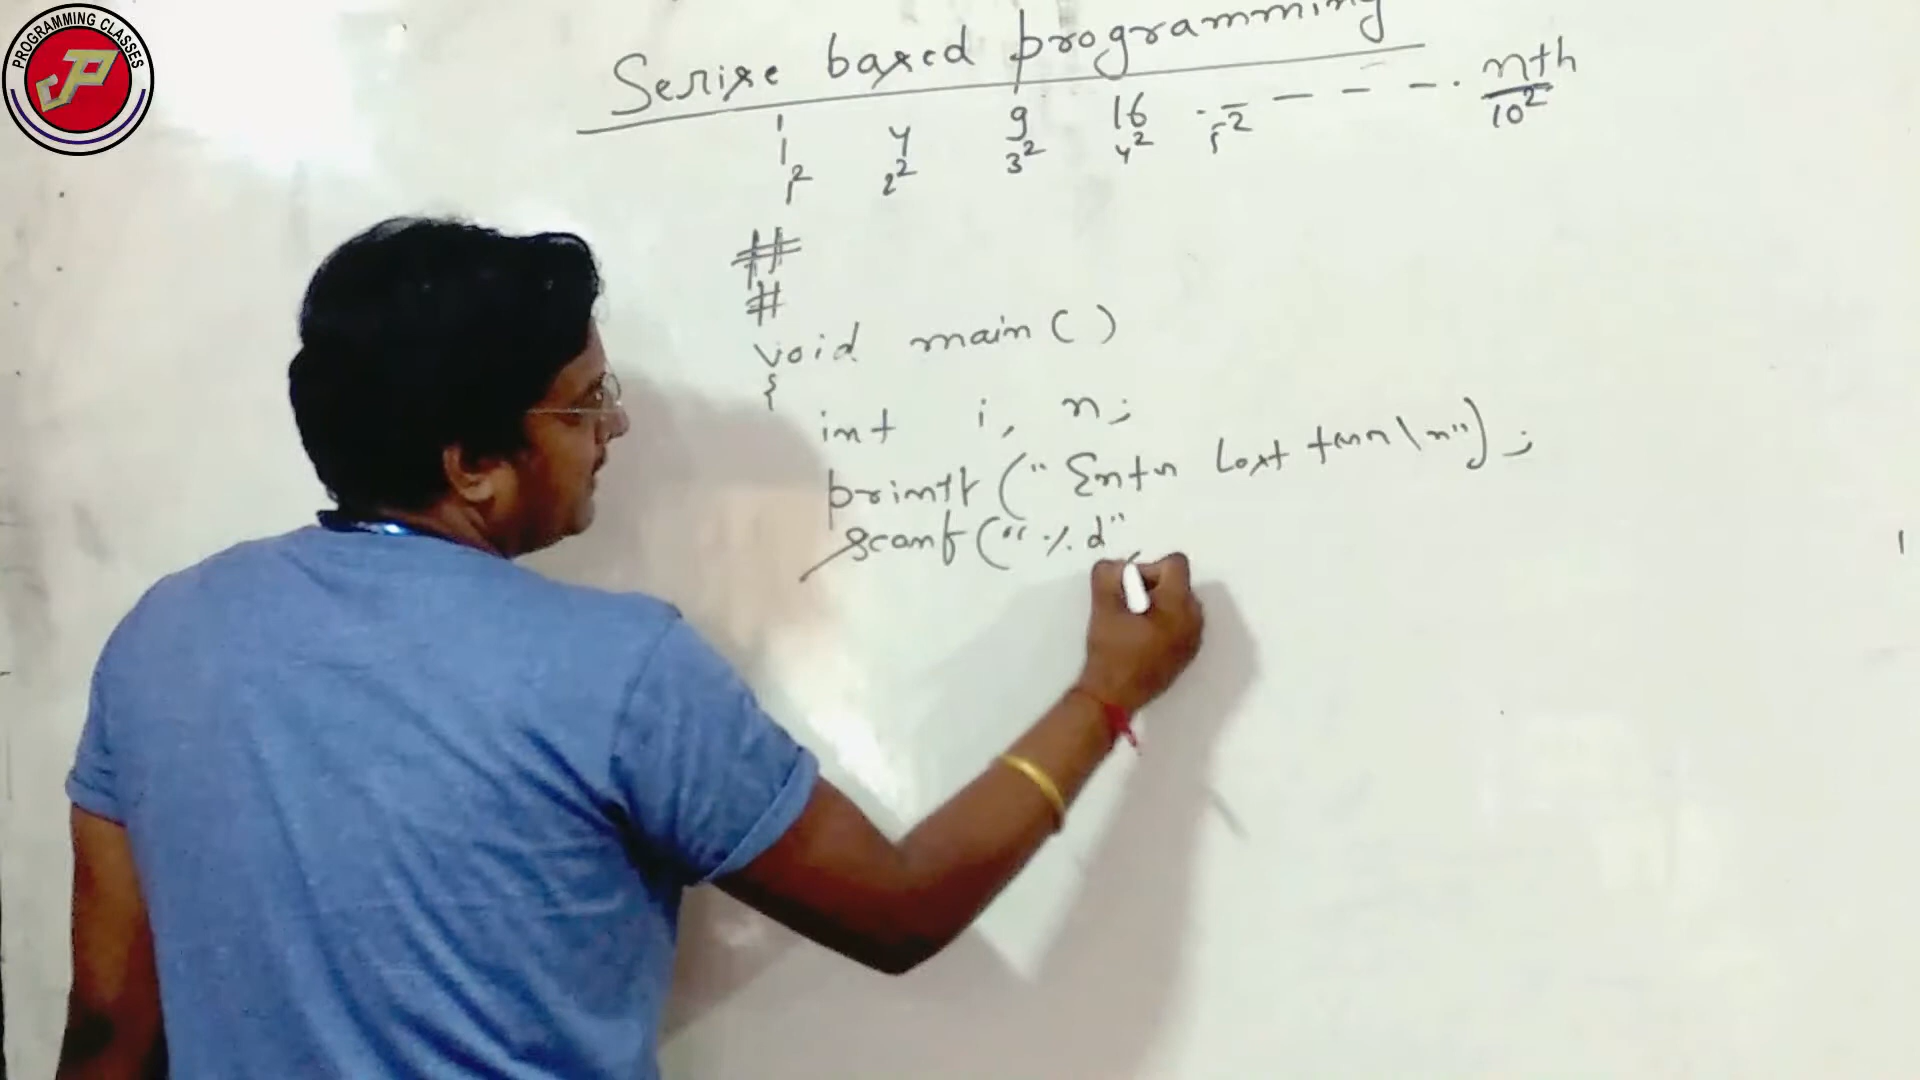 PROGRAMMING CLASSES
JP
Serise based programming
1 4 9 16 . - - - - - . nth
1² 2² 3² 4² 5² 10²
##
#
void main ( )
{
int i, n;
printf (" Enter Last term \n") ;
scanf (" % d" ,